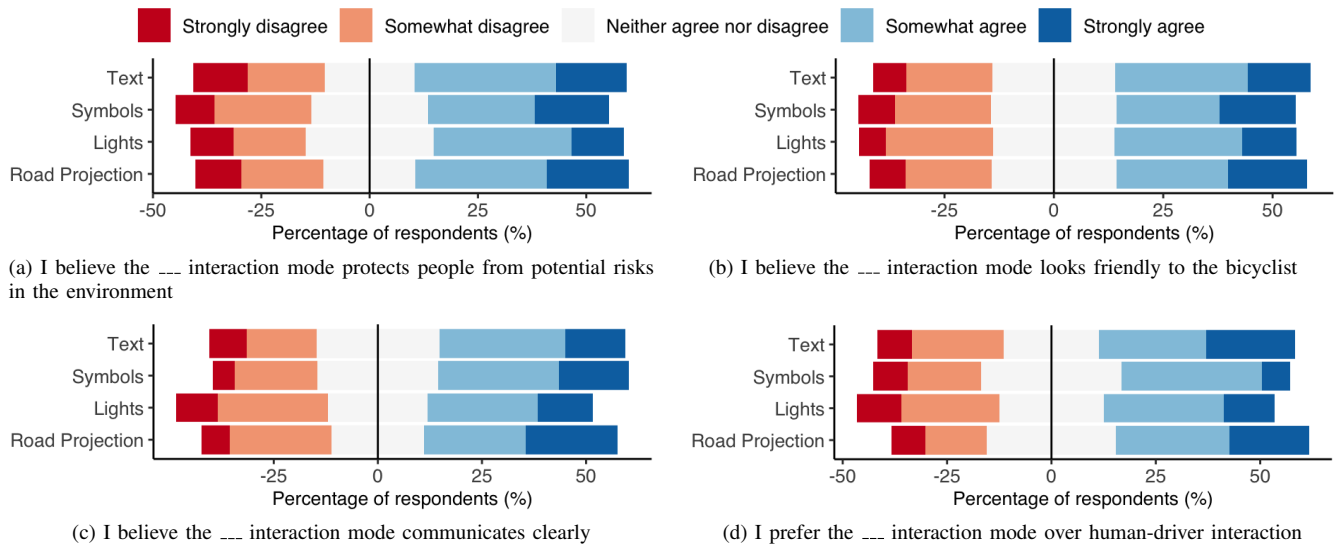 Strongly disagree Somewhat disagree Neither agree nor disagree Somewhat agree Strongly agree
Text
Symbols
Lights
Road Projection
-50 -25 0 25 50
Percentage of respondents (%)
(a) I believe the ___ interaction mode protects people from potential risks
in the environment
Text
Symbols
Lights
Road Projection
-25 0 25 50
Percentage of respondents (%)
(b) I believe the ___ interaction mode looks friendly to the bicyclist
Text
Symbols
Lights
Road Projection
-25 0 25 50
Percentage of respondents (%)
(c) I believe the ___ interaction mode communicates clearly
Text
Symbols
Lights
Road Projection
-50 -25 0 25 50
Percentage of respondents (%)
(d) I prefer the ___ interaction mode over human-driver interaction